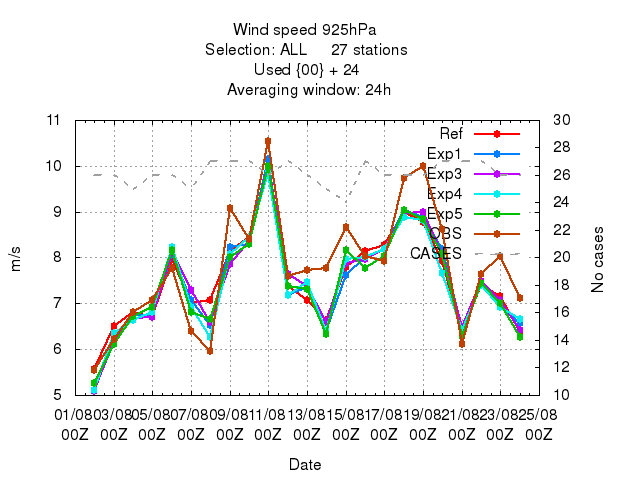 Wind speed 925hPa
Selection: ALL 27 stations
Used {00} + 24
Averaging window: 24h
11
10
9
8
7
6
5
m/s
30
28
26
24
22
20
18
16
14
12
10
No cases
Ref
Exp1
Exp3
Exp4
Exp5
OBS
CASES
01/08 03/08 05/08 07/08 09/08 11/08 13/08 15/08 17/08 19/08 21/08 23/08 25/08
00Z 00Z 00Z 00Z 00Z 00Z 00Z 00Z 00Z 00Z 00Z 00Z 00Z
Date